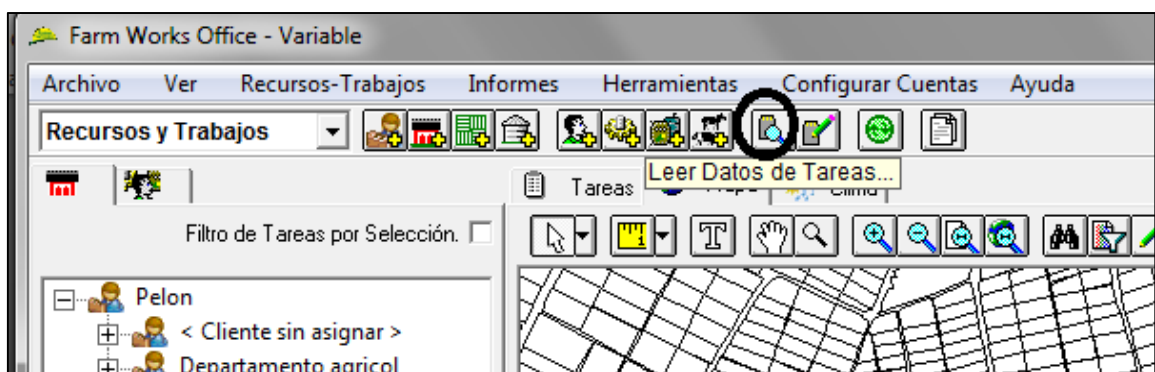 Farm Works Office - Variable
Archivo Ver Recursos-Trabajos Informes Herramientas Configurar Cuentas Ayuda
Recursos y Trabajos
Leer Datos de Tareas...
Tareas
Filtro de Tareas por Selección.
Pelon
< Cliente sin asignar >
Departamento agricol